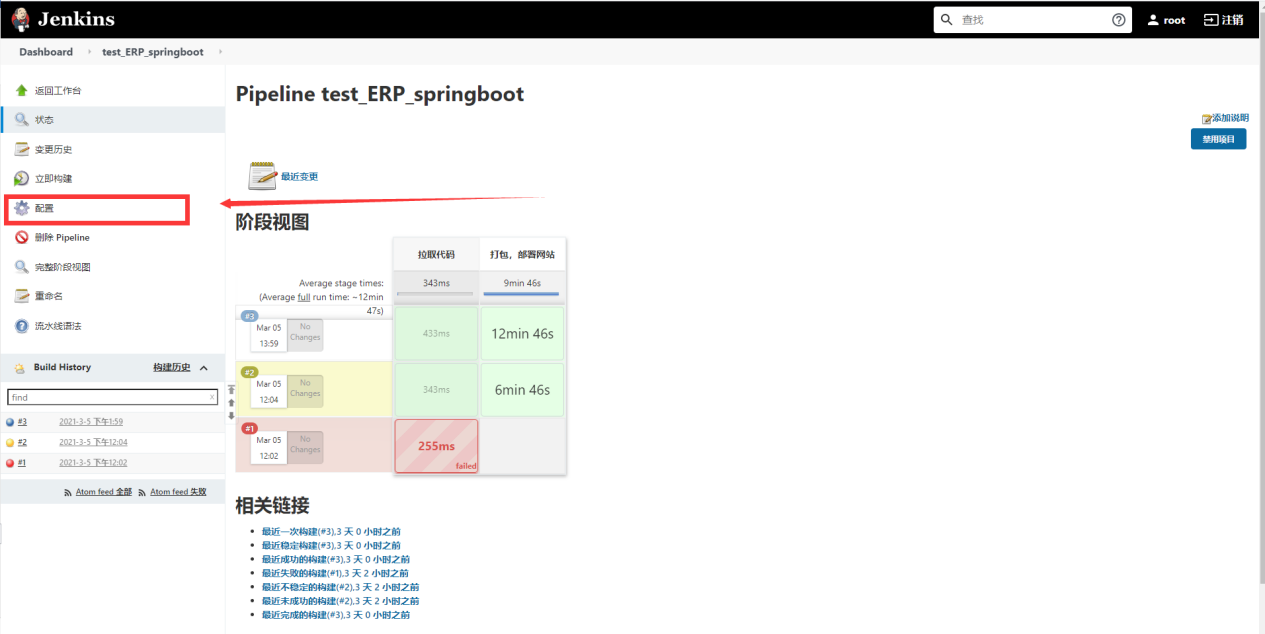 Jenkins
查找
root
注销
Dashboard
test_ERP_springboot
返回工作台
状态
变更历史
立即构建
配置
删除 Pipeline
完整阶段视图
重命名
流水线语法
Build History
构建历史
find
x
#3
2021-3-5 下午1:59
#2
2021-3-5 下午12:04
#1
2021-3-5 下午12:02
Atom feed 全部
Atom feed 失败
Pipeline test_ERP_springboot
添加说明
禁用项目
最近变更
阶段视图
拉取代码
打包，部署网站
Average stage times:
(Average full run time: ~12min
47s)
343ms
9min 46s
#3
Mar 05
13:59
No
Changes
433ms
12min 46s
#2
Mar 05
12:04
No
Changes
343ms
6min 46s
#1
Mar 05
12:02
No
Changes
255ms
failed
相关链接
最近一次构建(#3),3 天 0 小时之前
最近稳定构建(#3),3 天 0 小时之前
最近成功的构建(#3),3 天 0 小时之前
最近失败的构建(#1),3 天 2 小时之前
最近不稳定的构建(#2),3 天 2 小时之前
最近未成功的构建(#2),3 天 2 小时之前
最近完成的构建(#3),3 天 0 小时之前